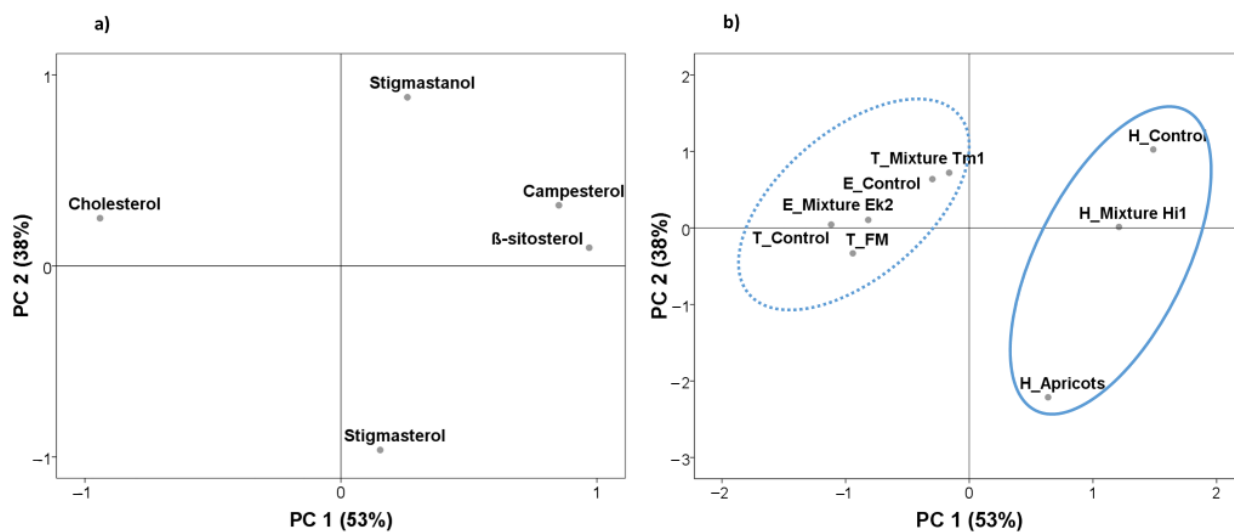 a)
1
Stigmastanol
Campesterol
Cholesterol
ß-sitosterol
0
Stigmasterol
−1
−1
0
1
PC 2 (38%)
PC 1 (53%)
b)
2
H_Control
1
T_Mixture Tm1
E_Control
E_Mixture Ek2
H_Mixture Hi1
0
T_Control
T_FM
−1
H_Apricots
−2
−3
−2
−1
0
1
2
PC 2 (38%)
PC 1 (53%)